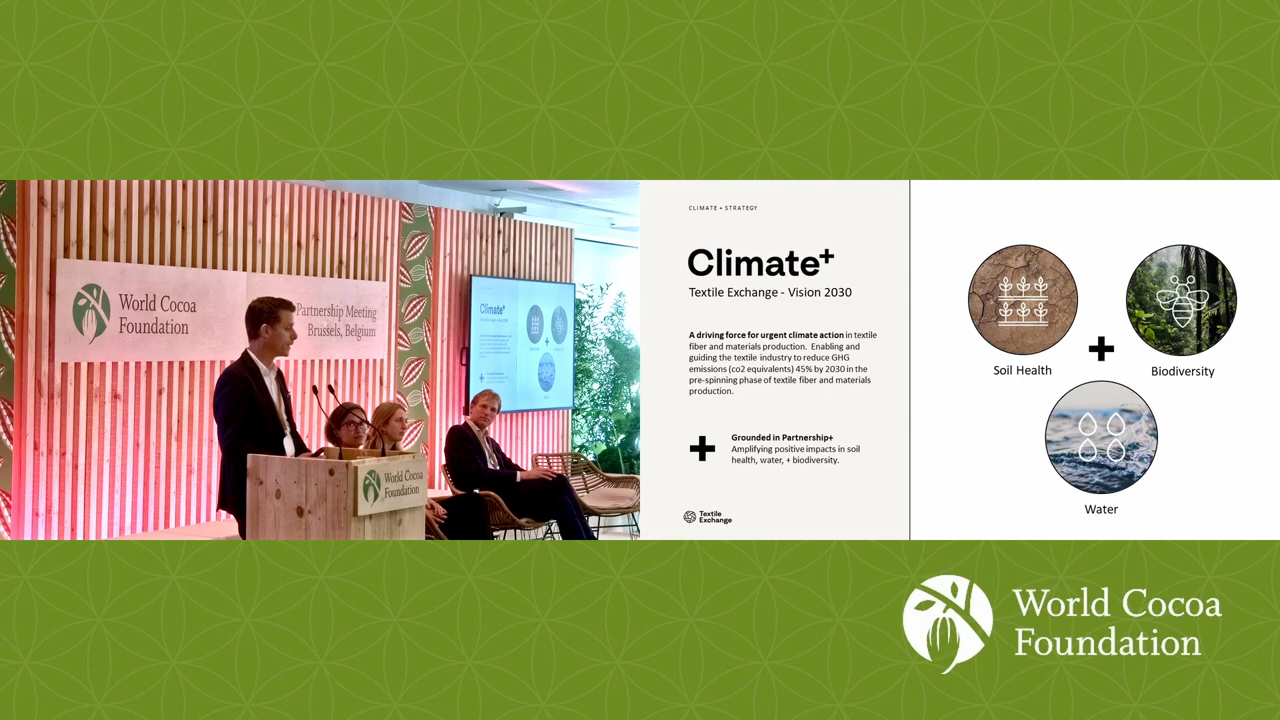 World Cocoa
Foundation
Partnership Meeting
Brussels, Belgium
Climate+
World Cocoa
Foundation
CLIMATE + STRATEGY
Climate+
Textile Exchange - Vision 2030
A driving force for urgent climate action in textile
fiber and materials production. Enabling and
guiding the textile industry to reduce GHG
emissions (co2 equivalents) 45% by 2030 in the
pre-spinning phase of textile fiber and materials
production.
+
Grounded in Partnership+
Amplifying positive impacts in soil
health, water, + biodiversity.
Textile
Exchange
Soil Health
+
Biodiversity
Water
World Cocoa
Foundation